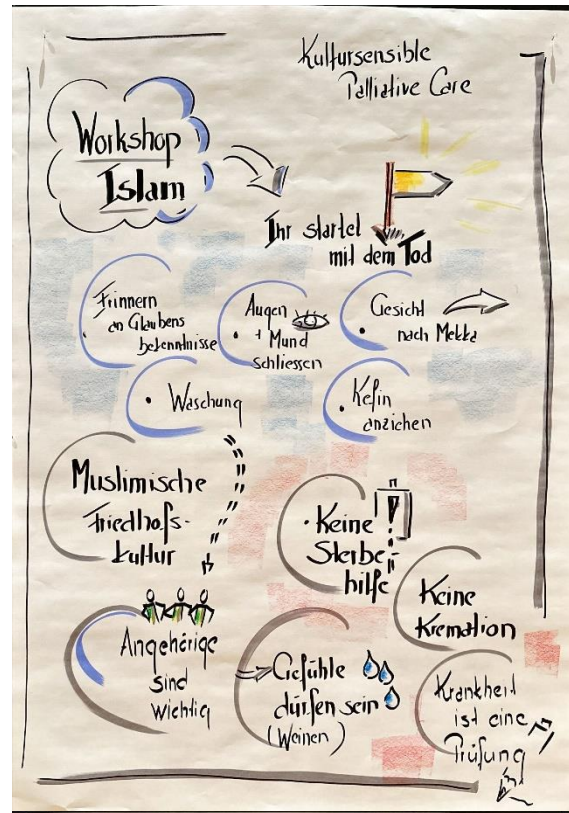 Kultursensible
Palliative Care
Workshop
Islam
Ihr startet
mit dem Tod
Erinnern
an Glaubens
bekenntnisse
Augen
+ Mund
schliessen
Gesicht
nach Mekka
• Waschung
• Kefin
anziehen
Muslimische
Friedhofs-
kultur
• Keine
Sterbe
hilfe
!
Keine
Kremation
Angehörige
sind
wichtig
Gefühle
dürfen sein
(Weinen)
Krankheit
ist eine
Prüfung